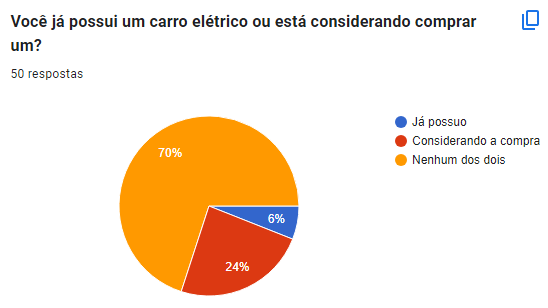 Você já possui um carro elétrico ou está considerando comprar
um?
50 respostas
Já possuo
Considerando a compra
Nenhum dos dois
70%
6%
24%